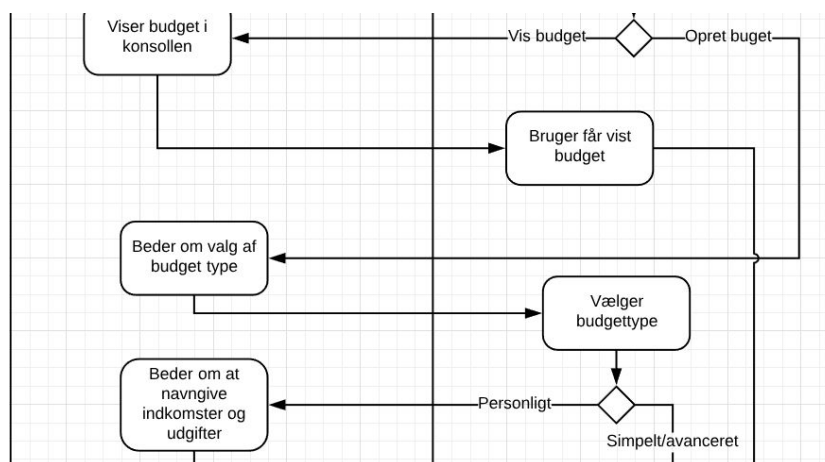 Viser budget i
konsollen
Vis budget
Opret buget
Bruger får vist
budget
Beder om valg af
budget type
Vælger
budgettype
Beder om at
navngive
indkomster og
udgifter
Personligt
Simpelt/avanceret